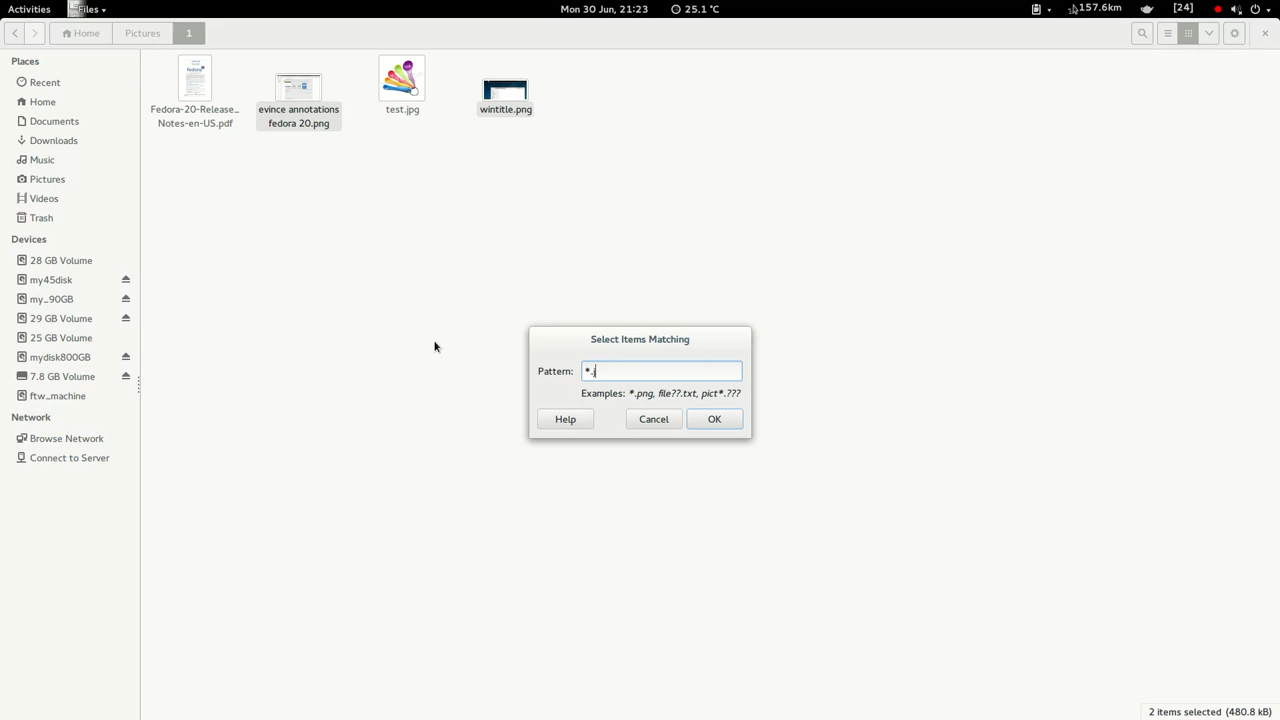 Activities
Files
Mon 30 Jun, 21:23
25.1 °C
157.6km
[24]
Home
Pictures
1
Places
Recent
Home
Documents
Downloads
Music
Pictures
Videos
Trash
Devices
28 GB Volume
my45disk
my_90GB
29 GB Volume
25 GB Volume
mydisk800GB
7.8 GB Volume
ftw_machine
Network
Browse Network
Connect to Server
Fedora-20-Release_
Notes-en-US.pdf
evince annotations
fedora 20.png
test.jpg
wintitle.png
Select Items Matching
Pattern: *.j
Examples: *.png, file??.txt, pict*.???
Help Cancel OK
2 items selected (480.8 kB)